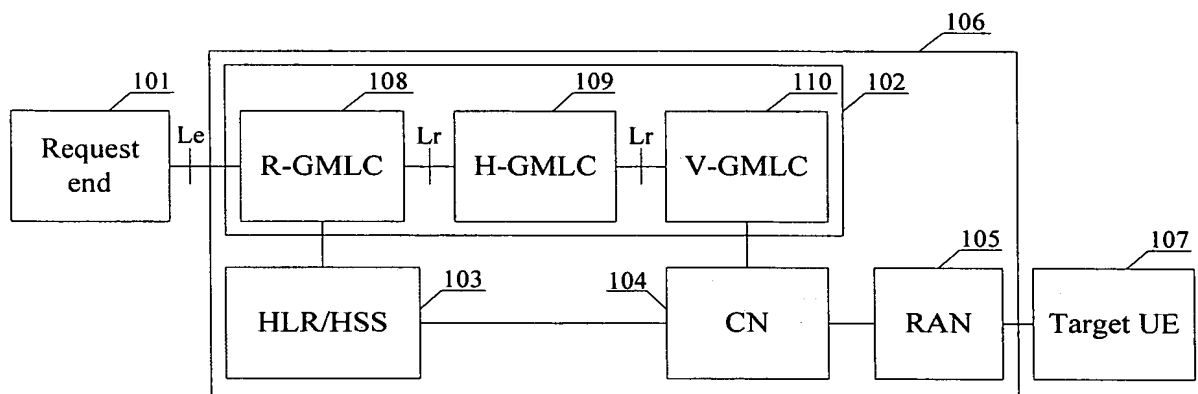 106
101
108
109
110
102
Request
end
Le
R-GMLC
Lr
H-GMLC
Lr
V-GMLC
HLR/HSS
103
104
CN
105
RAN
107
Target UE